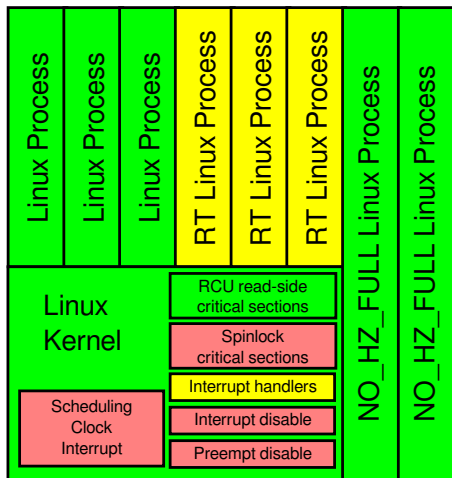 Linux Process
Linux Process
Linux Process
RT Linux Process
RT Linux Process
RT Linux Process
NO_HZ_FULL Linux Process
NO_HZ_FULL Linux Process
Linux
Kernel
RCU read-side
critical sections
Spinlock
critical sections
Interrupt handlers
Scheduling
Clock
Interrupt
Interrupt disable
Preempt disable